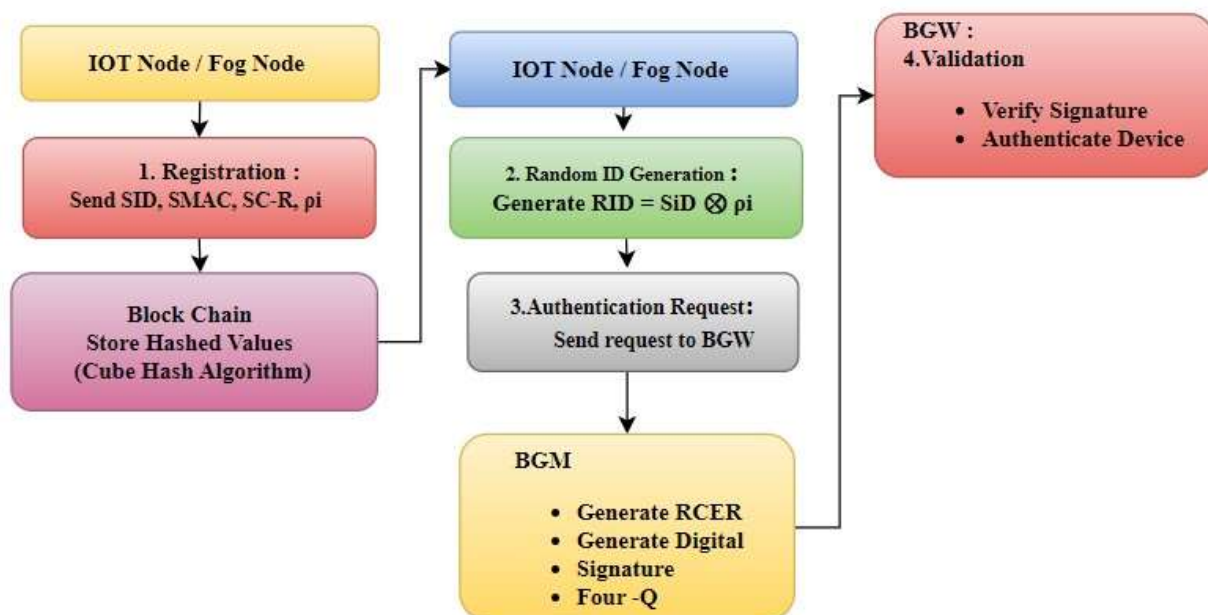 IOT Node / Fog Node
1. Registration :
Send SID, SMAC, SC-R, ρi
Block Chain
Store Hashed Values
(Cube Hash Algorithm)
IOT Node / Fog Node
2. Random ID Generation :
Generate RID = SiD ⊗ ρi
3.Authentication Request:
Send request to BGW
BGM
• Generate RCER
• Generate Digital
• Signature
• Four -Q
BGW :
4.Validation
• Verify Signature
• Authenticate Device